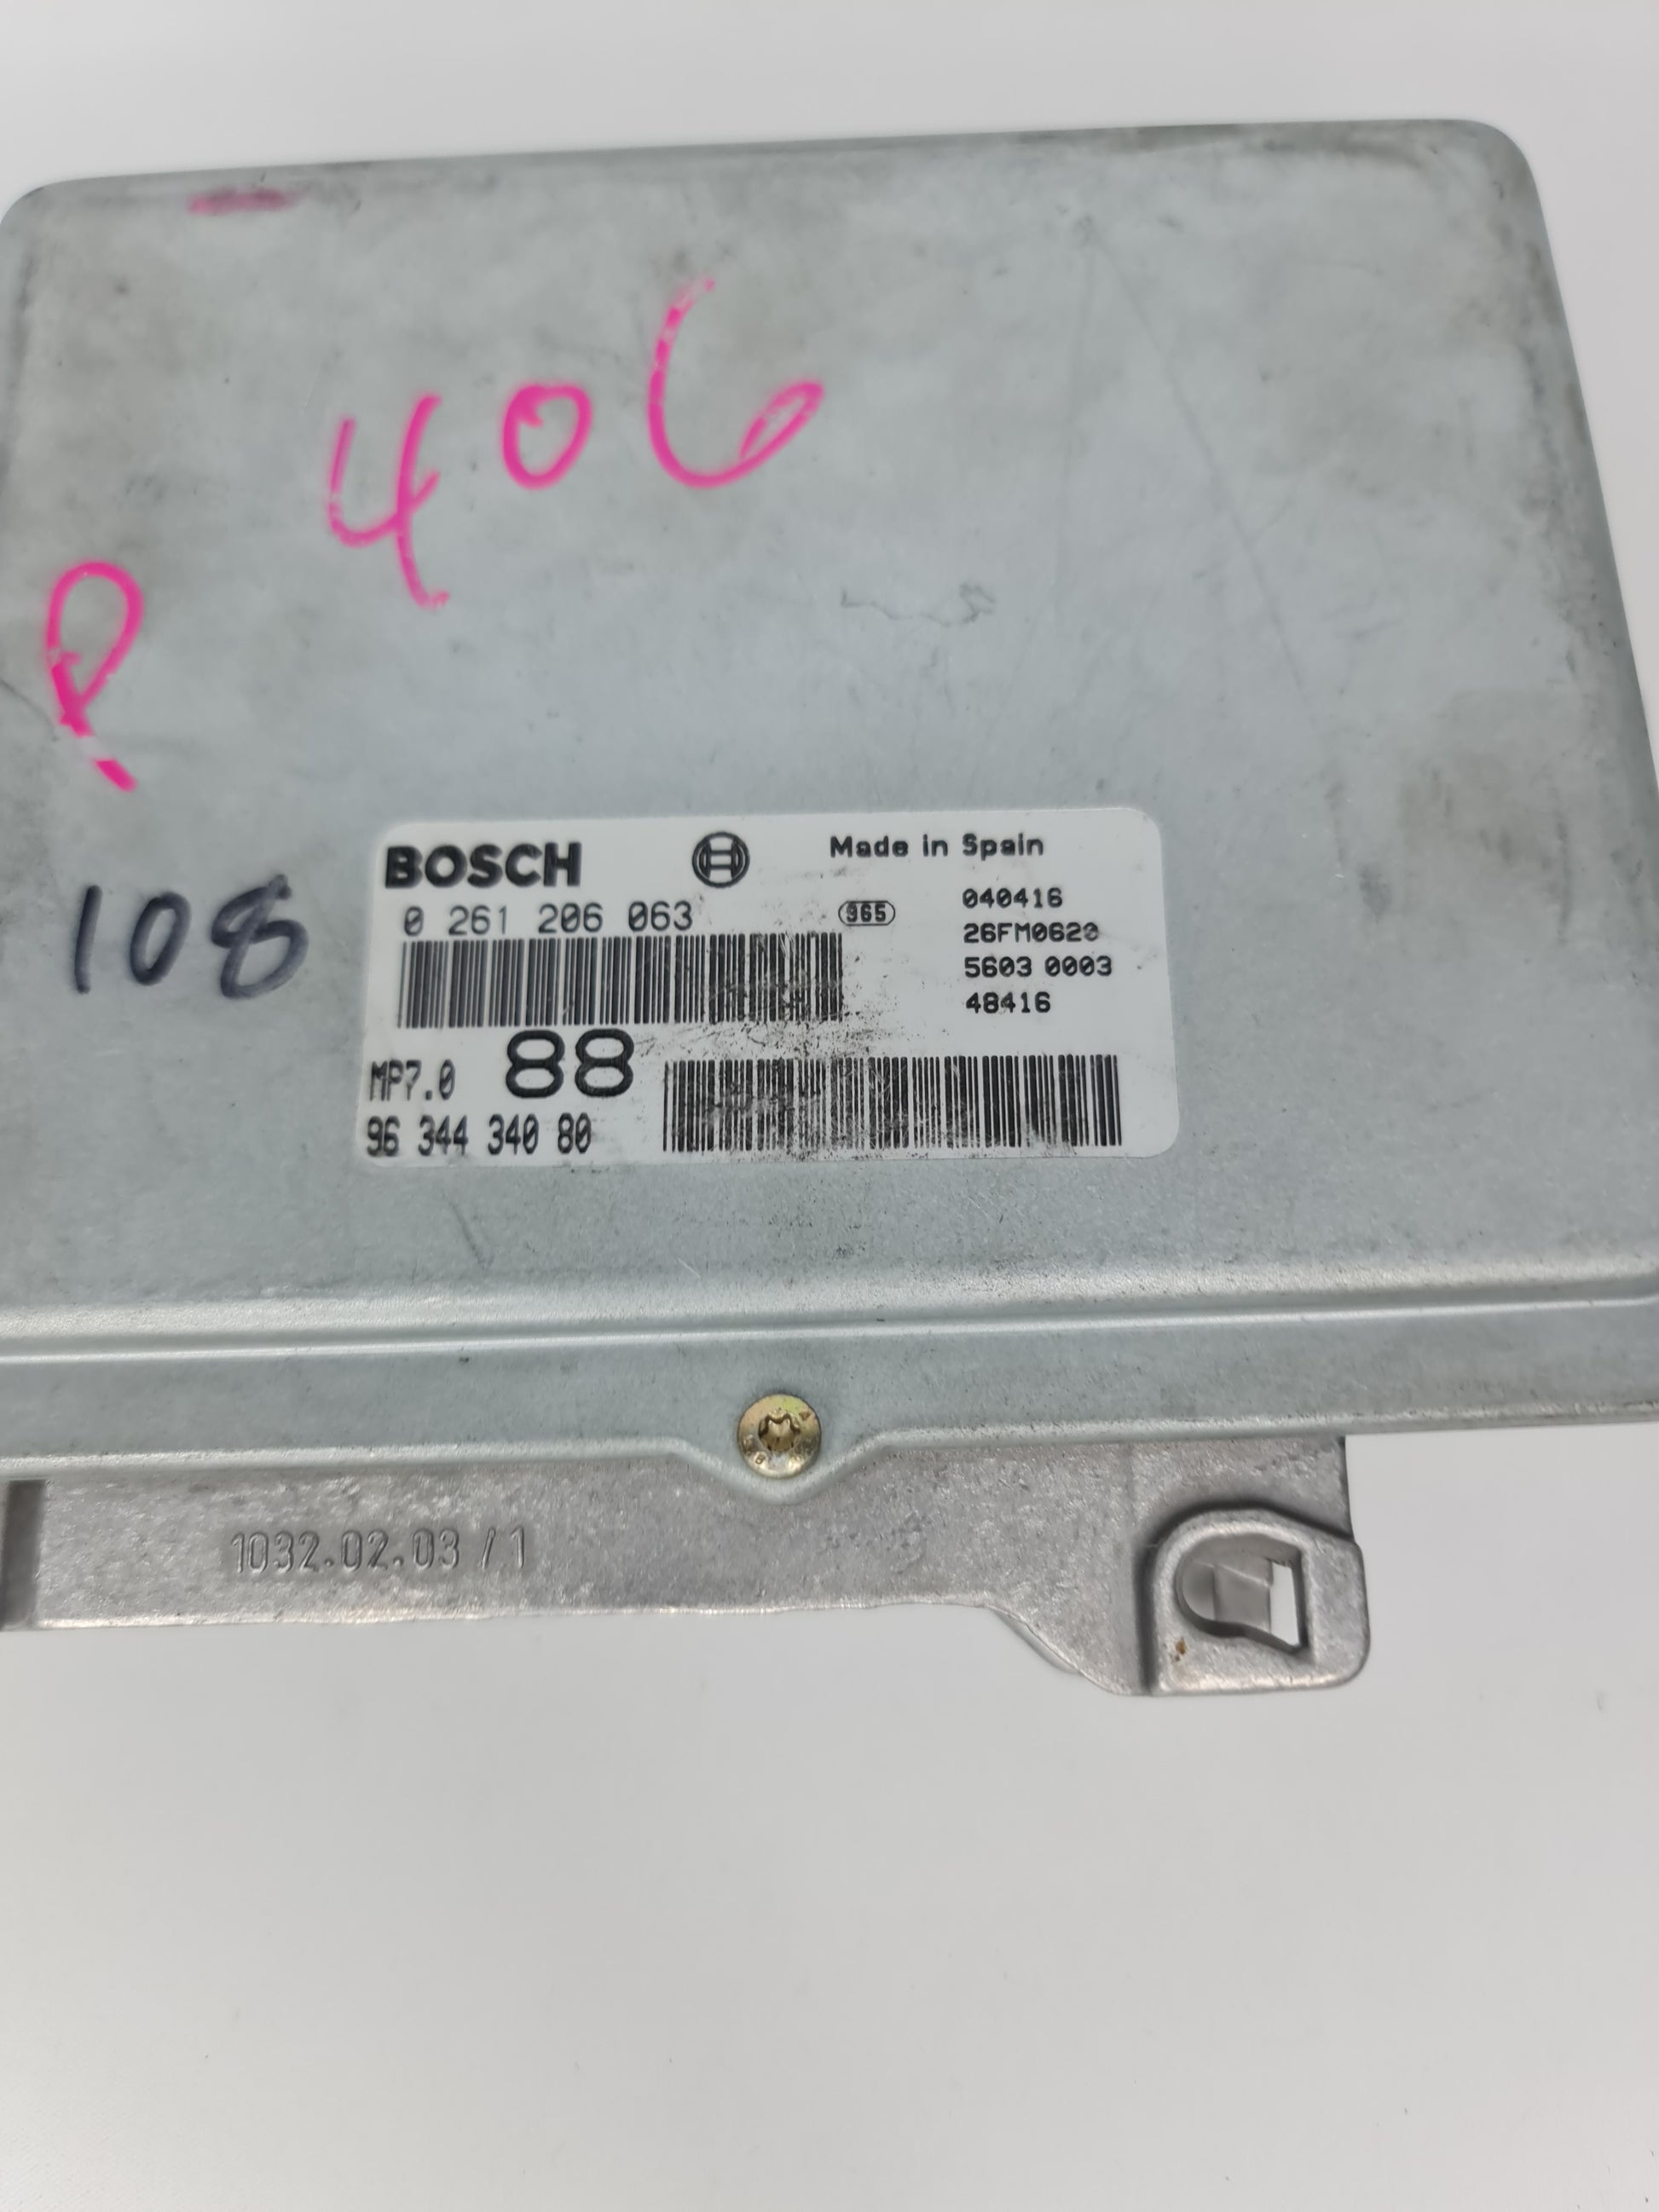 P 406
108
BOSCH Made in Spain
0 261 206 063 965 040416
26FM0620
5603 0003
48416
MP7.0 88
96 344 340 80
1032.02.03 / 1